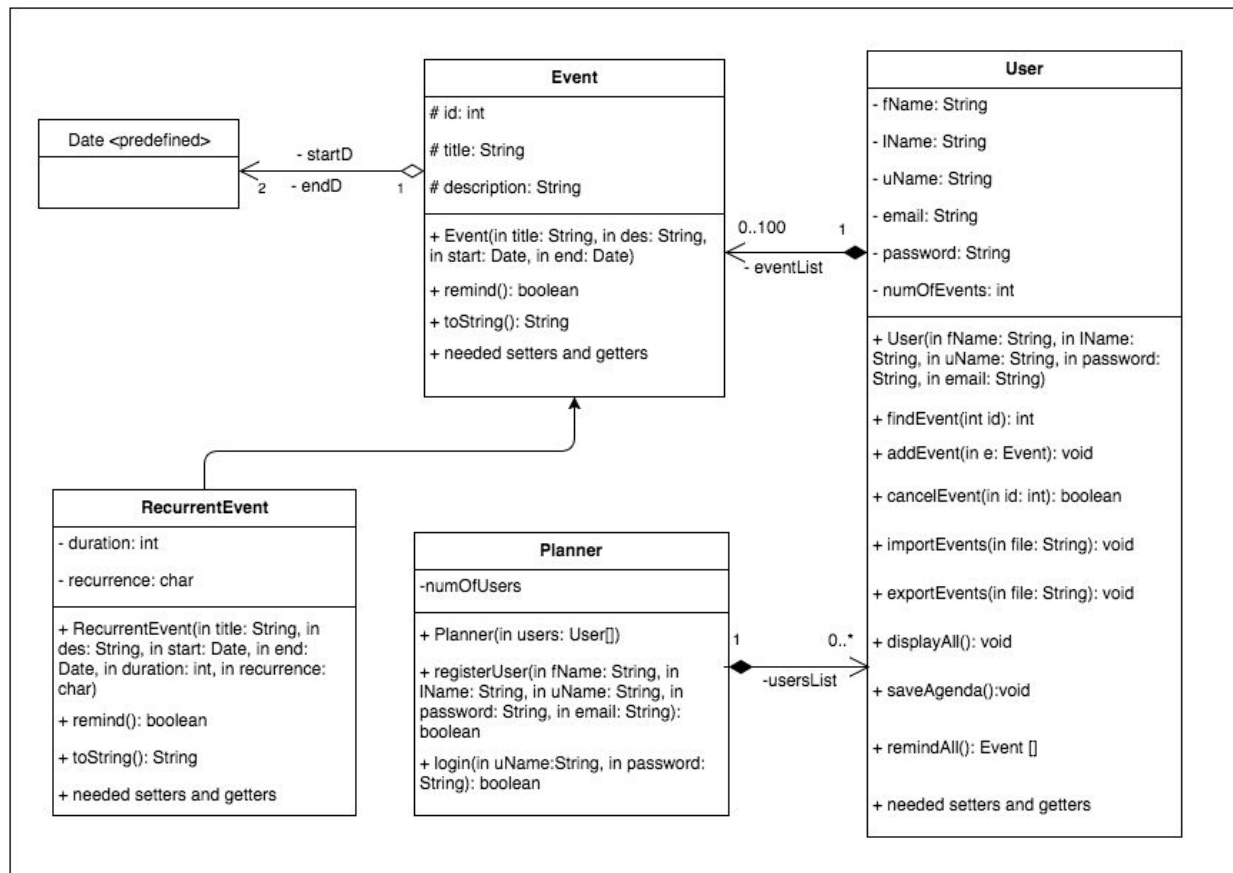 Date <predefined>
- startD
- endD
2
1
Event
# id: int
# title: String
# description: String
+ Event(in title: String, in des: String,
in start: Date, in end: Date)
+ remind(): boolean
+ toString(): String
+ needed setters and getters
0..100
1
- eventList
User
- fName: String
- lName: String
- uName: String
- email: String
- password: String
- numOfEvents: int
+ User(in fName: String, in lName:
String, in uName: String, in password:
String, in email: String)
+ findEvent(int id): int
+ addEvent(in e: Event): void
+ cancelEvent(in id: int): boolean
+ importEvents(in file: String): void
+ exportEvents(in file: String): void
+ displayAll(): void
+ saveAgenda():void
+ remindAll(): Event []
+ needed setters and getters
RecurrentEvent
- duration: int
- recurrence: char
+ RecurrentEvent(in title: String, in
des: String, in start: Date, in end:
Date, in duration: int, in recurrence:
char)
+ remind(): boolean
+ toString(): String
+ needed setters and getters
Planner
-numOfUsers
+ Planner(in users: User[])
+ registerUser(in fName: String, in
lName: String, in uName: String, in
password: String, in email: String):
boolean
+ login(in uName:String, in password:
String): boolean
1
0..*
-usersList